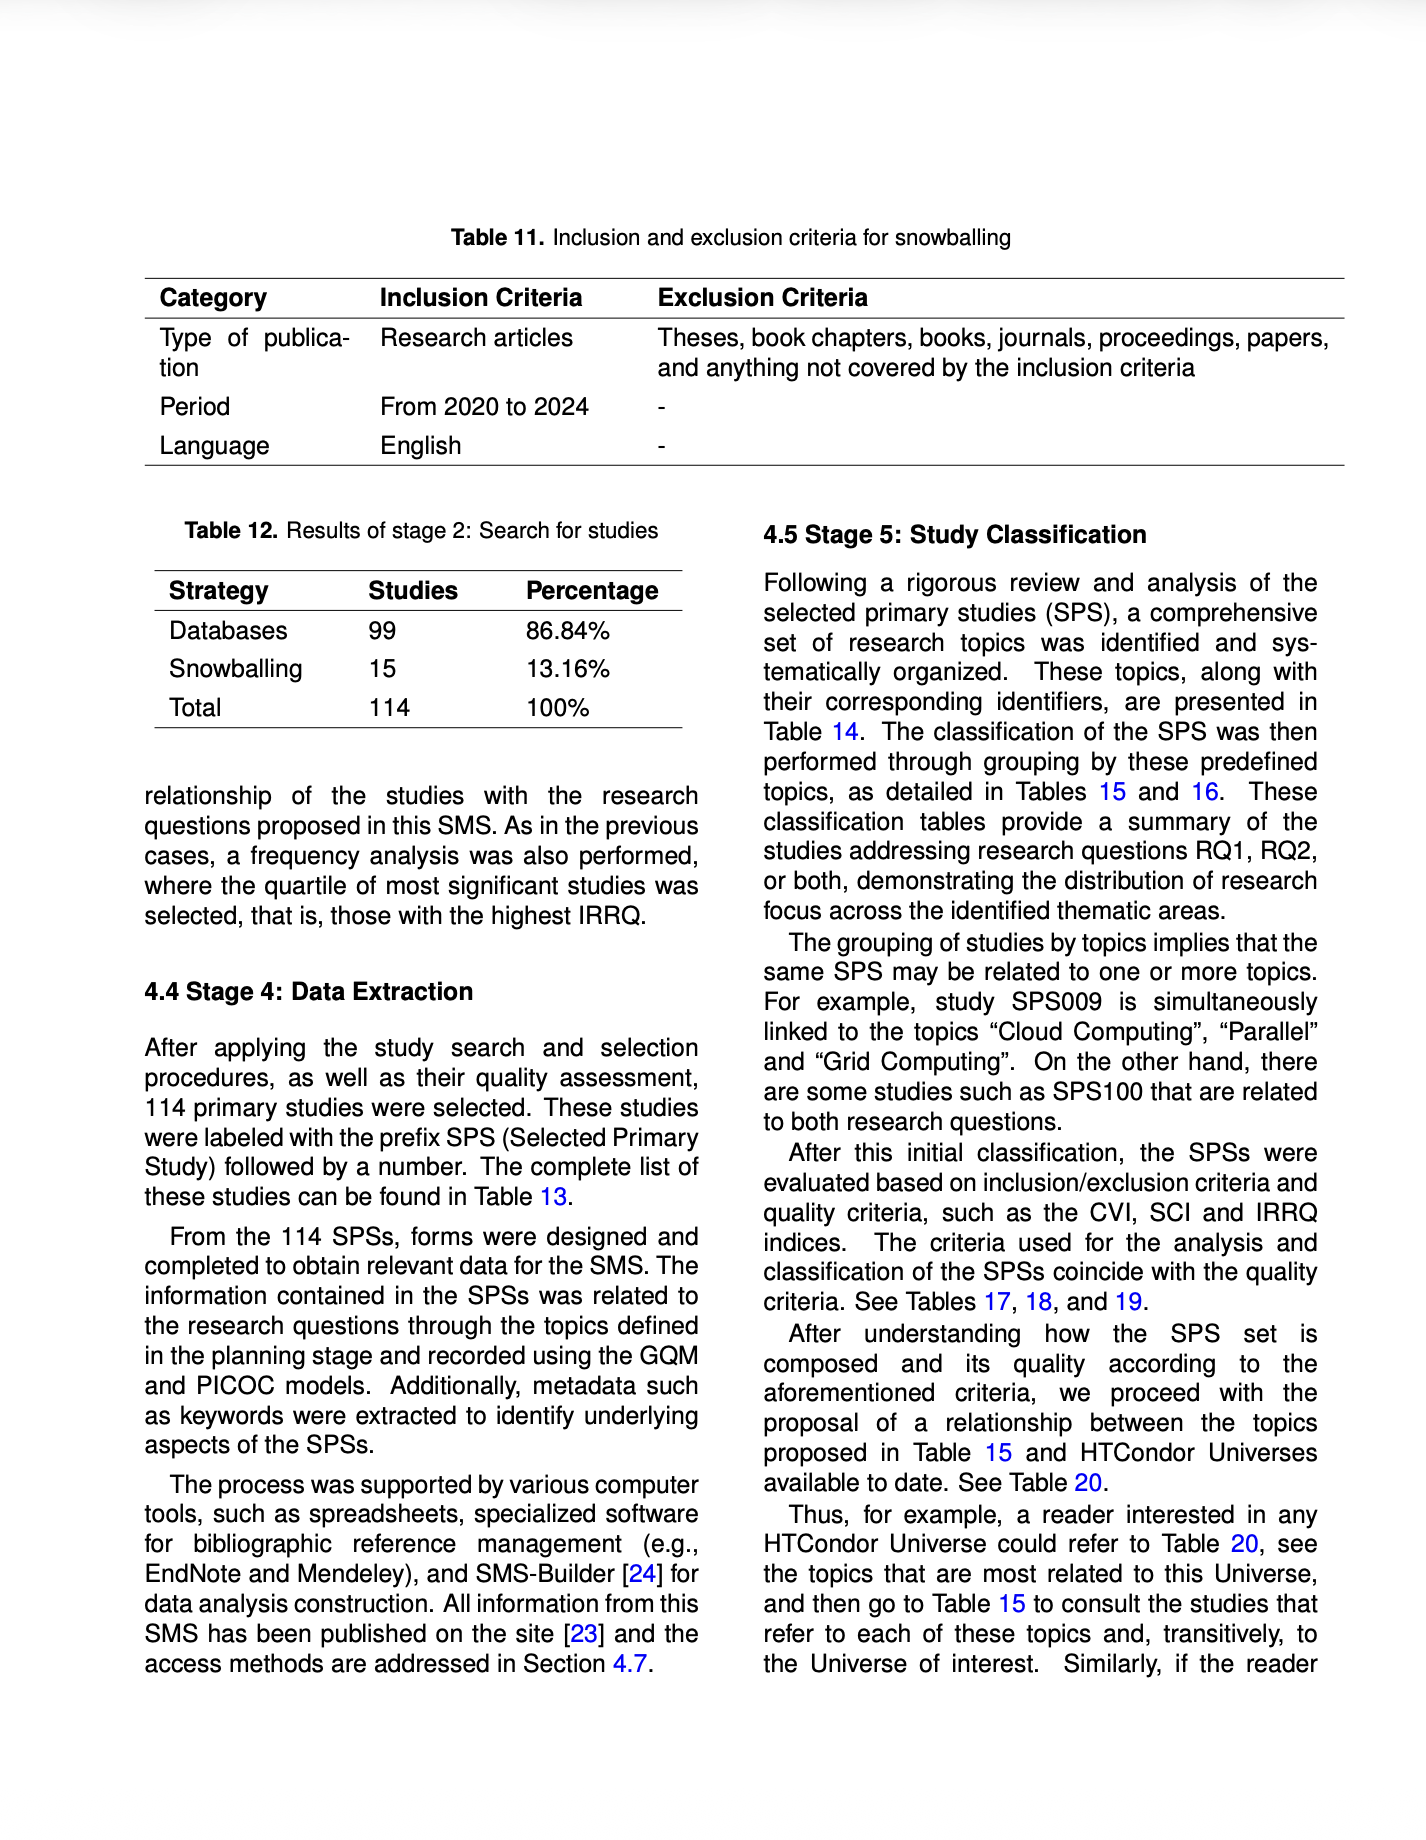 Table 11. Inclusion and exclusion criteria for snowballing
Category Inclusion Criteria Exclusion Criteria
Type of publica- Research articles Theses, book chapters, books, journals, proceedings, papers,
tion and anything not covered by the inclusion criteria
Period From 2020 to 2024 -
Language English -
Table 12. Results of stage 2: Search for studies
Strategy Studies Percentage
Databases 99 86.84%
Snowballing 15 13.16%
Total 114 100%
relationship of the studies with the research
questions proposed in this SMS. As in the previous
cases, a frequency analysis was also performed,
where the quartile of most significant studies was
selected, that is, those with the highest IRRQ.
4.4 Stage 4: Data Extraction
After applying the study search and selection
procedures, as well as their quality assessment,
114 primary studies were selected. These studies
were labeled with the prefix SPS (Selected Primary
Study) followed by a number. The complete list of
these studies can be found in Table 13.
From the 114 SPSs, forms were designed and
completed to obtain relevant data for the SMS. The
information contained in the SPSs was related to
the research questions through the topics defined
in the planning stage and recorded using the GQM
and PICOC models. Additionally, metadata such
as keywords were extracted to identify underlying
aspects of the SPSs.
The process was supported by various computer
tools, such as spreadsheets, specialized software
for bibliographic reference management (e.g.,
EndNote and Mendeley), and SMS-Builder [24] for
data analysis construction. All information from this
SMS has been published on the site [23] and the
access methods are addressed in Section 4.7.
4.5 Stage 5: Study Classification
Following a rigorous review and analysis of the
selected primary studies (SPS), a comprehensive
set of research topics was identified and sys-
tematically organized. These topics, along with
their corresponding identifiers, are presented in
Table 14. The classification of the SPS was then
performed through grouping by these predefined
topics, as detailed in Tables 15 and 16. These
classification tables provide a summary of the
studies addressing research questions RQ1, RQ2,
or both, demonstrating the distribution of research
focus across the identified thematic areas.
The grouping of studies by topics implies that the
same SPS may be related to one or more topics.
For example, study SPS009 is simultaneously
linked to the topics “Cloud Computing”, “Parallel”
and “Grid Computing”. On the other hand, there
are some studies such as SPS100 that are related
to both research questions.
After this initial classification, the SPSs were
evaluated based on inclusion/exclusion criteria and
quality criteria, such as the CVI, SCI and IRRQ
indices. The criteria used for the analysis and
classification of the SPSs coincide with the quality
criteria. See Tables 17, 18, and 19.
After understanding how the SPS set is
composed and its quality according to the
aforementioned criteria, we proceed with the
proposal of a relationship between the topics
proposed in Table 15 and HTCondor Universes
available to date. See Table 20.
Thus, for example, a reader interested in any
HTCondor Universe could refer to Table 20, see
the topics that are most related to this Universe,
and then go to Table 15 to consult the studies that
refer to each of these topics and, transitively, to
the Universe of interest. Similarly, if the reader